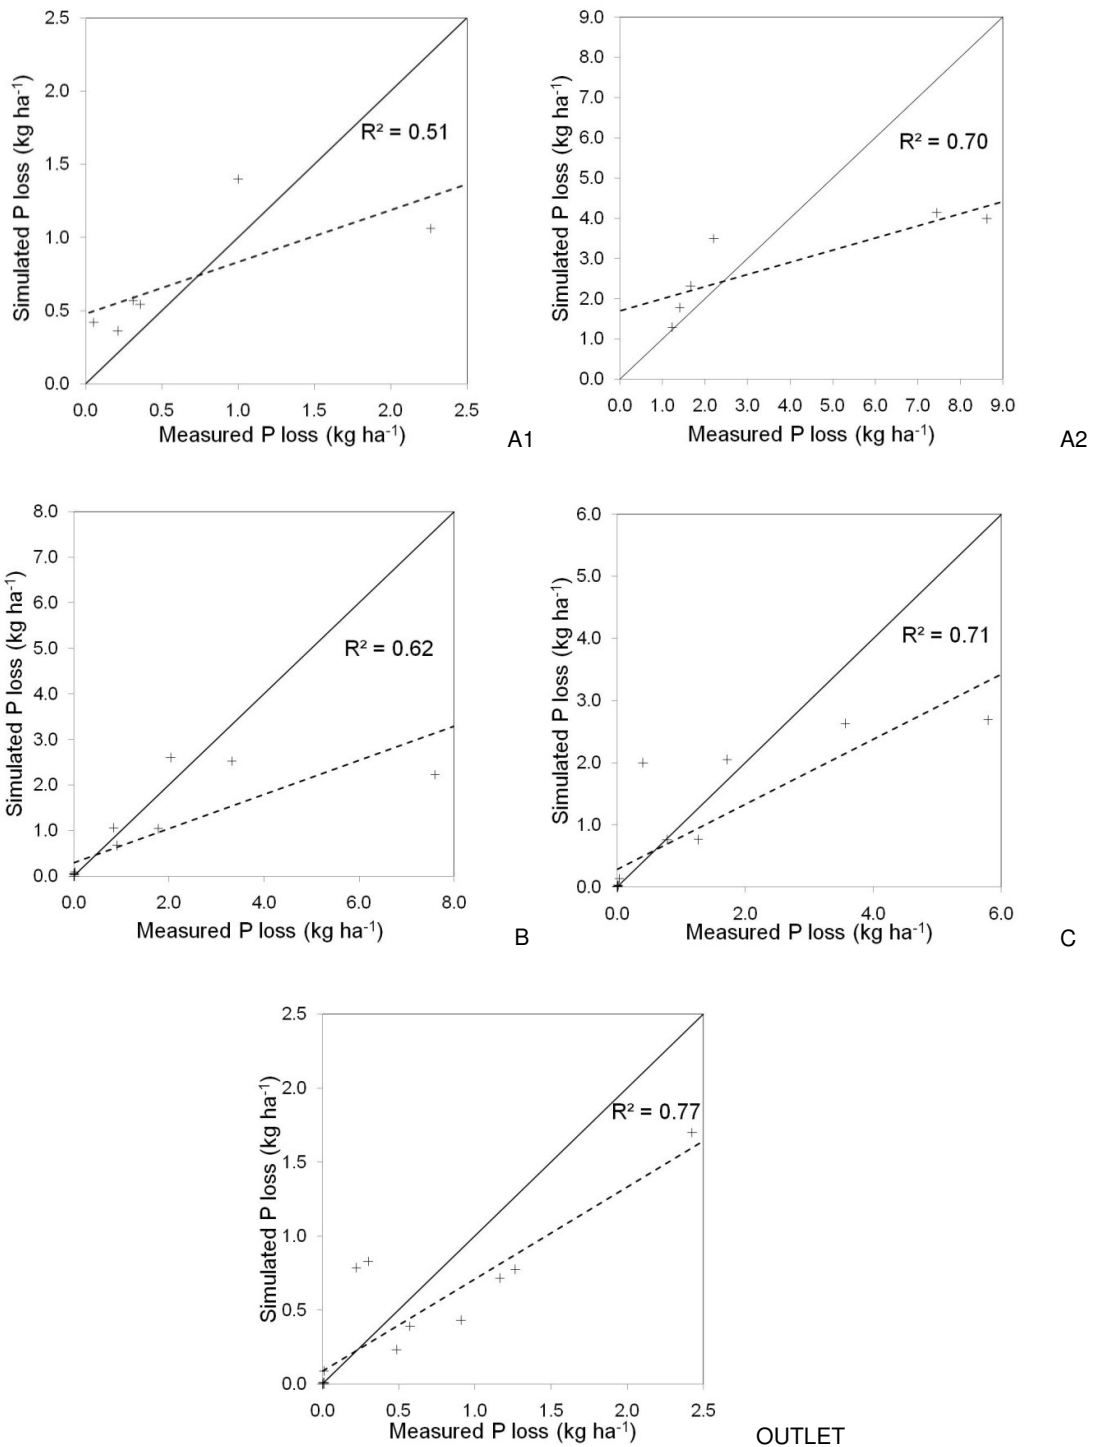 2.5
2.0
1.5
1.0
0.5
0.0
Simulated P loss (kg ha⁻¹)
R² = 0.51
0.0 0.5 1.0 1.5 2.0 2.5
Measured P loss (kg ha⁻¹)
A1
9.0
8.0
7.0
6.0
5.0
4.0
3.0
2.0
1.0
0.0
Simulated P loss (kg ha⁻¹)
R² = 0.70
0.0 1.0 2.0 3.0 4.0 5.0 6.0 7.0 8.0 9.0
Measured P loss (kg ha⁻¹)
A2
8.0
7.0
6.0
5.0
4.0
3.0
2.0
1.0
0.0
Simulated P loss (kg ha⁻¹)
R² = 0.62
0.0 2.0 4.0 6.0 8.0
Measured P loss (kg ha⁻¹)
B
6.0
5.0
4.0
3.0
2.0
1.0
0.0
Simulated P loss (kg ha⁻¹)
R² = 0.71
0.0 2.0 4.0 6.0
Measured P loss (kg ha⁻¹)
C
2.5
2.0
1.5
1.0
0.5
0.0
Simulated P loss (kg ha⁻¹)
R² = 0.77
0.0 0.5 1.0 1.5 2.0 2.5
Measured P loss (kg ha⁻¹)
OUTLET